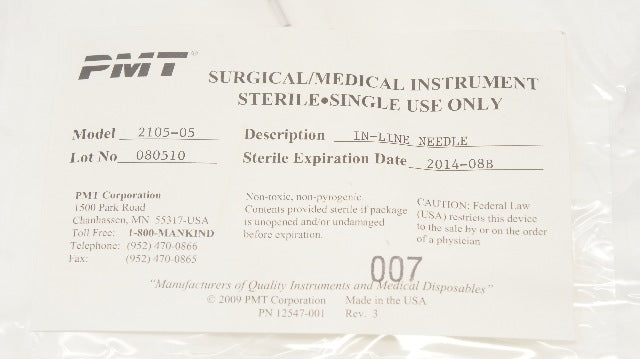 PMT
SURGICAL/MEDICAL INSTRUMENT
STERILE•SINGLE USE ONLY
Model 2105-05
Description IN-LINE NEEDLE
Lot No 080510
Sterile Expiration Date 2014-08B
PMT Corporation
1500 Park Road
Chanhassen, MN 55317-USA
Toll Free: 1-800-MANKIND
Telephone: (952) 470-0866
Fax: (952) 470-0865
Non-toxic, non-pyrogenic.
Contents provided sterile if package
is unopened and/or undamaged
before expiration.
CAUTION: Federal Law
(USA) restricts this device
to the sale by or on the order
of a physician
007
"Manufacturers of Quality Instruments and Medical Disposables"
© 2009 PMT Corporation Made in the USA
PN 12547-001 Rev. 3